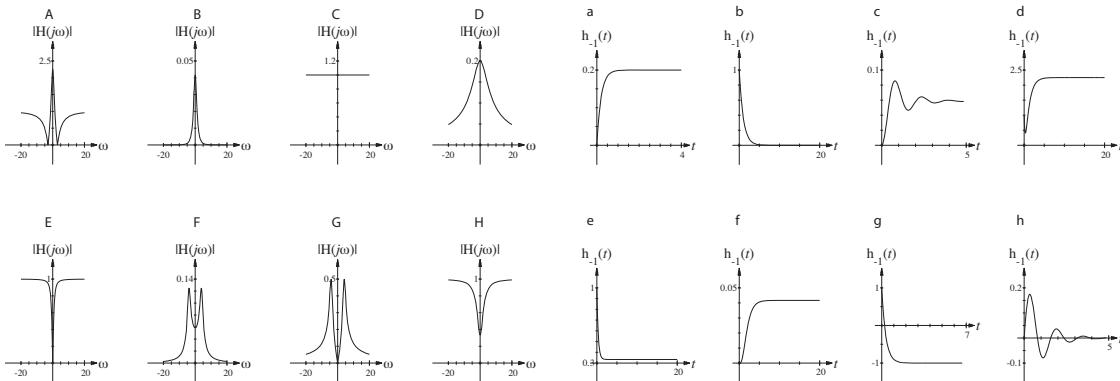 A B C D a b c d
|H(jω)| |H(jω)| |H(jω)| |H(jω)| h-1(t) h-1(t) h-1(t) h-1(t)
2.5 0.05 1.2 0.2 0.2 1 0.1 2.5
-20 20 ω -20 20 ω -20 20 ω -20 20 ω 4 t 20 t 5 t 20 t
E F G H e f g h
|H(jω)| |H(jω)| |H(jω)| |H(jω)| h-1(t) h-1(t) h-1(t) h-1(t)
1 0.14 0.5 1 1 0.05 1 0.2
7 t 5 t
-20 20 ω -20 20 ω -20 20 ω -20 20 ω 0.3 20 t 20 t -1 -0.1